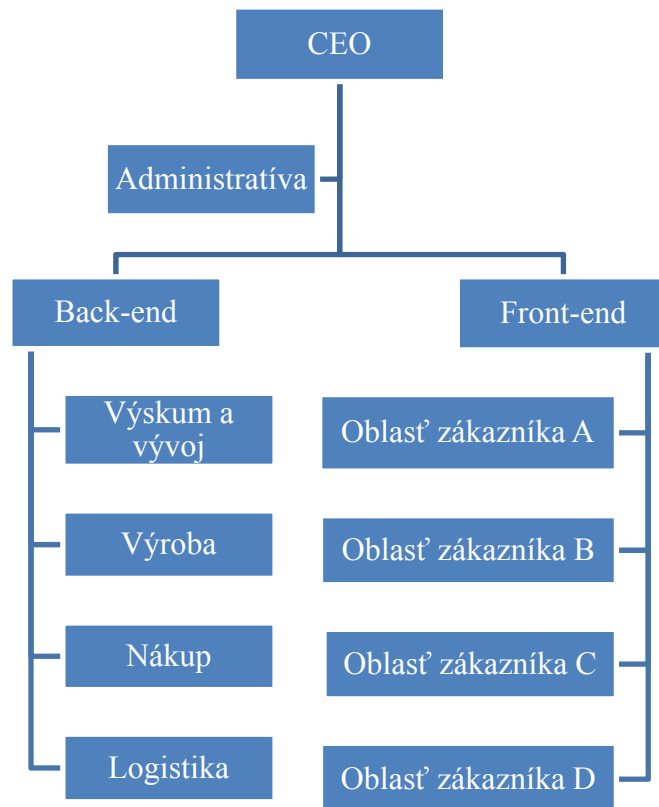 CEO
Administratíva
Back-end
Front-end
Výskum a
vývoj
Výroba
Nákup
Logistika
Oblasť zákazníka A
Oblasť zákazníka B
Oblasť zákazníka C
Oblasť zákazníka D